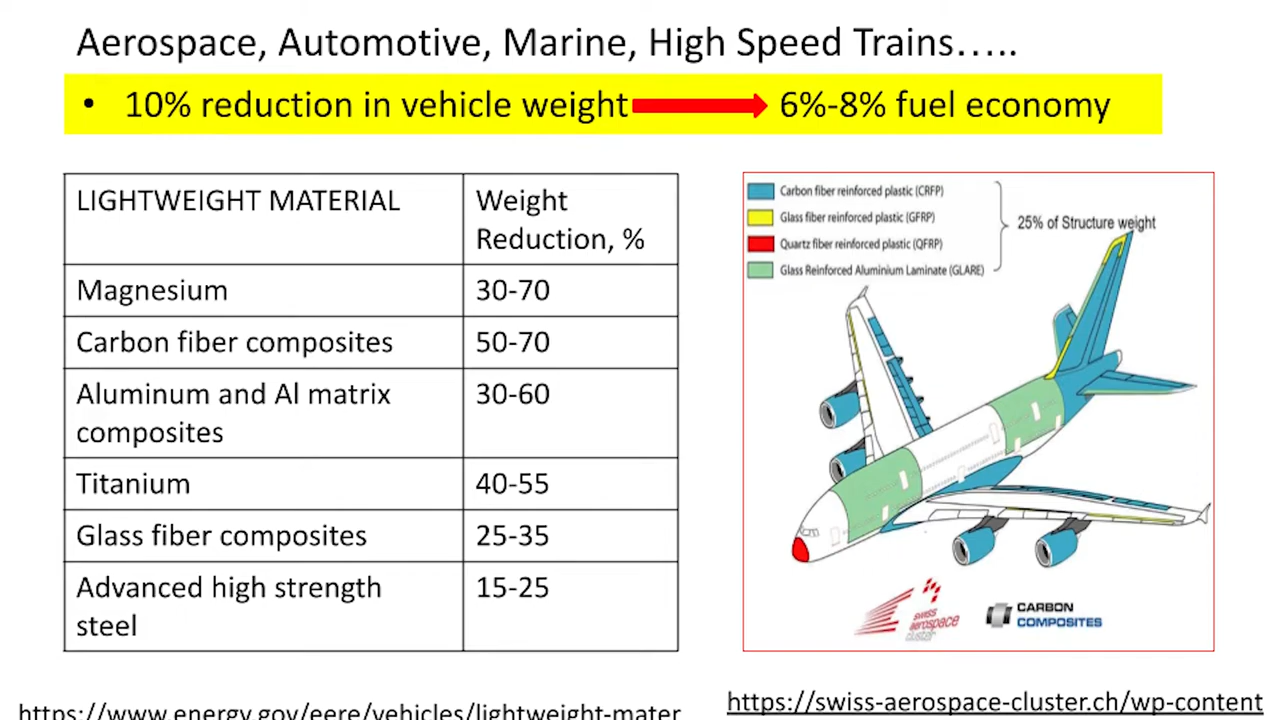 Aerospace, Automotive, Marine, High Speed Trains…..
• 10% reduction in vehicle weight 6%-8% fuel economy
LIGHTWEIGHT MATERIAL
Weight
Reduction, %
Magnesium
30-70
Carbon fiber composites
50-70
Aluminum and Al matrix
composites
30-60
Titanium
40-55
Glass fiber composites
25-35
Advanced high strength
steel
15-25
https://www.energy.gov/eere/vehicles/lightweight-mater
Carbon fiber reinforced plastic (CRFP)
Glass fiber reinforced plastic (GFRP)
Quartz fiber reinforced plastic (QFRP)
Glass Reinforced Aluminium Laminate (GLARE)
25% of Structure weight
swiss
aerospace
cluster
CARBON
COMPOSITES
https://swiss-aerospace-cluster.ch/wp-content